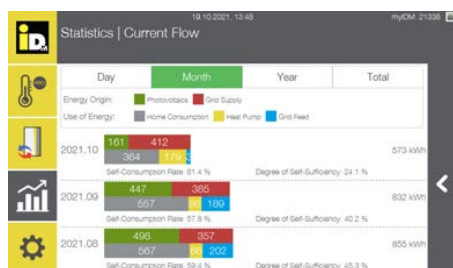 19.10.2021, 13:48
myiDM: 21338
iDM
Statistics | Current Flow
PRO
Day Month Year Total
Energy Origin: Photovoltaics Grid Supply
Use of Energy: Home Consumption Heat Pump Grid Feed
161 412
2021.10 573 kWh
364 179
Self-Consumption Rate: 81.4 % Degree of Self-Sufficiency: 24.1 %
447 385
2021.09 832 kWh
557 86 189
Self-Consumption Rate: 57.8 % Degree of Self-Sufficiency: 40.2 %
498 357
2021.08 855 kWh
567 86 202
Self-Consumption Rate: 59.4 % Degree of Self-Sufficiency: 45.3 %